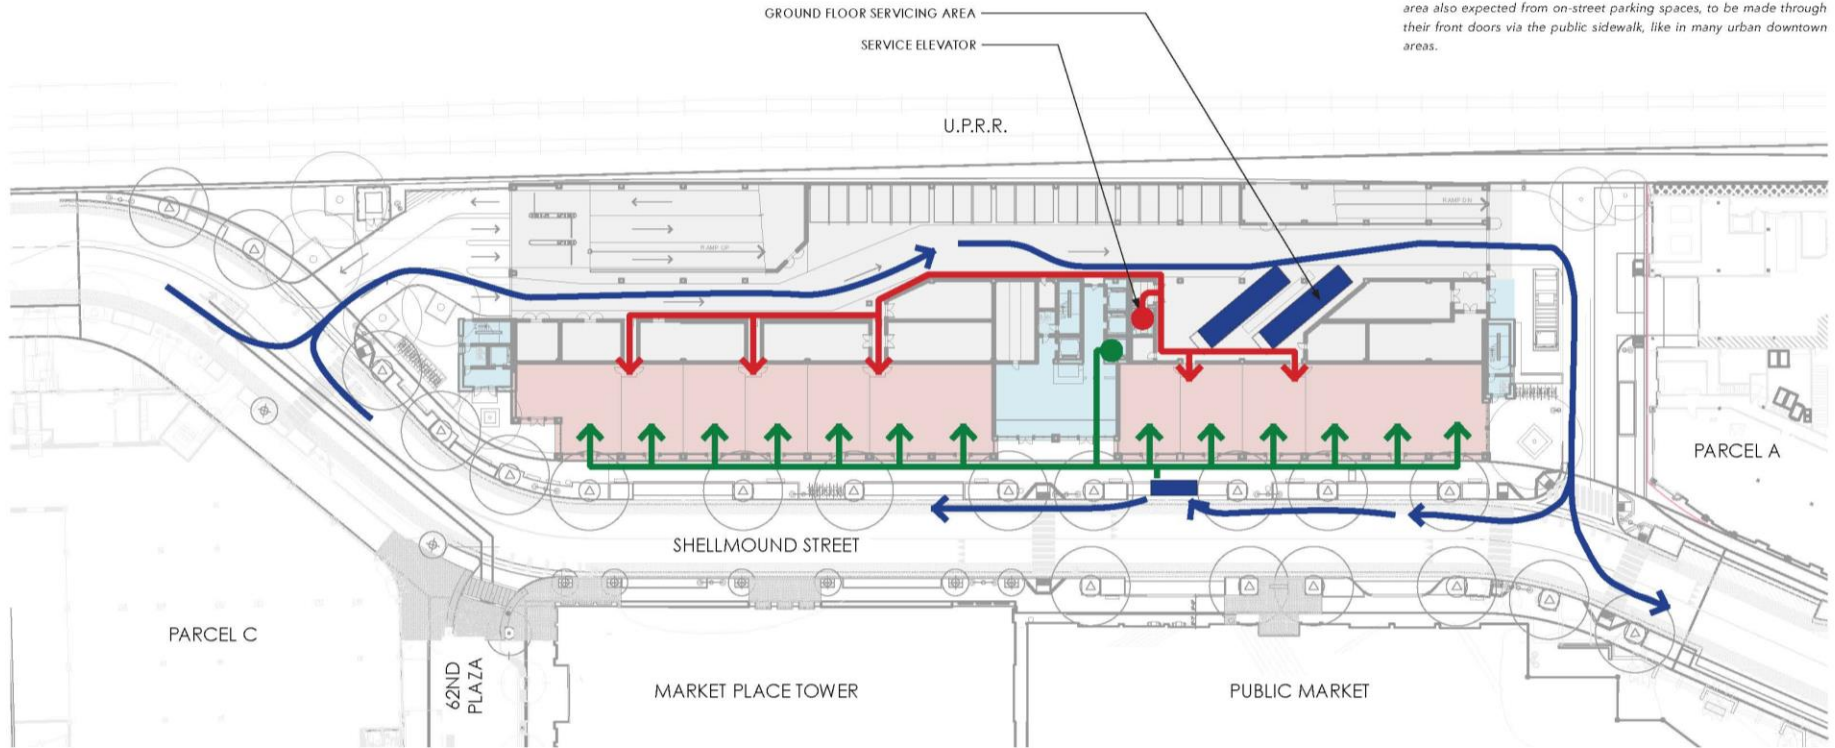 area also expected from on-street parking spaces, to be made through
their front doors via the public sidewalk, like in many urban downtown
areas.
GROUND FLOOR SERVICING AREA
SERVICE ELEVATOR
U.P.R.R.
RAMP DN
RAMP UP
PARCEL A
SHELLMOUND STREET
PARCEL C
62ND
PLAZA
MARKET PLACE TOWER
PUBLIC MARKET